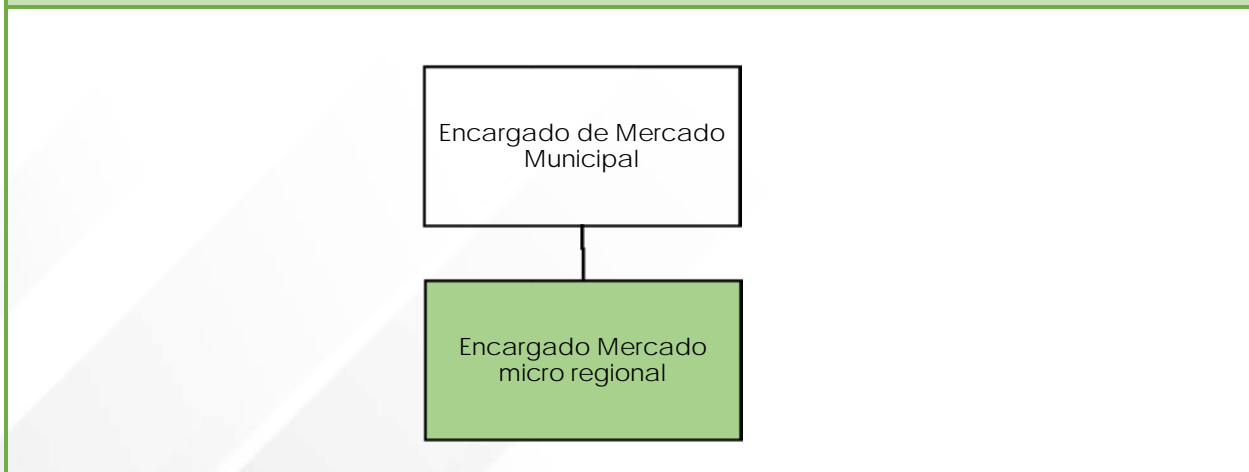 Encargado de Mercado
Municipal
Encargado Mercado
micro regional